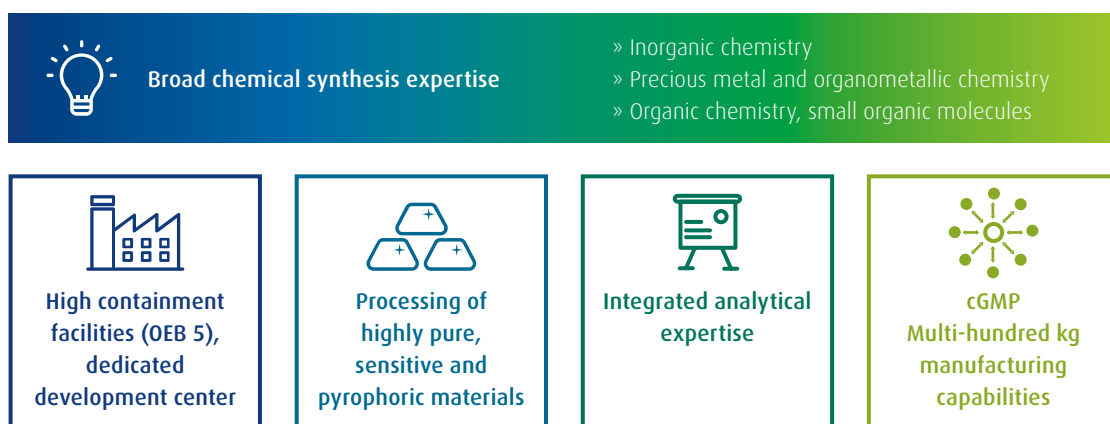 Broad chemical synthesis expertise
» Inorganic chemistry
» Precious metal and organometallic chemistry
» Organic chemistry, small organic molecules
High containment
facilities (OEB 5),
dedicated
development center
Processing of
highly pure,
sensitive and
pyrophoric materials
Integrated analytical
expertise
cGMP
Multi-hundred kg
manufacturing
capabilities